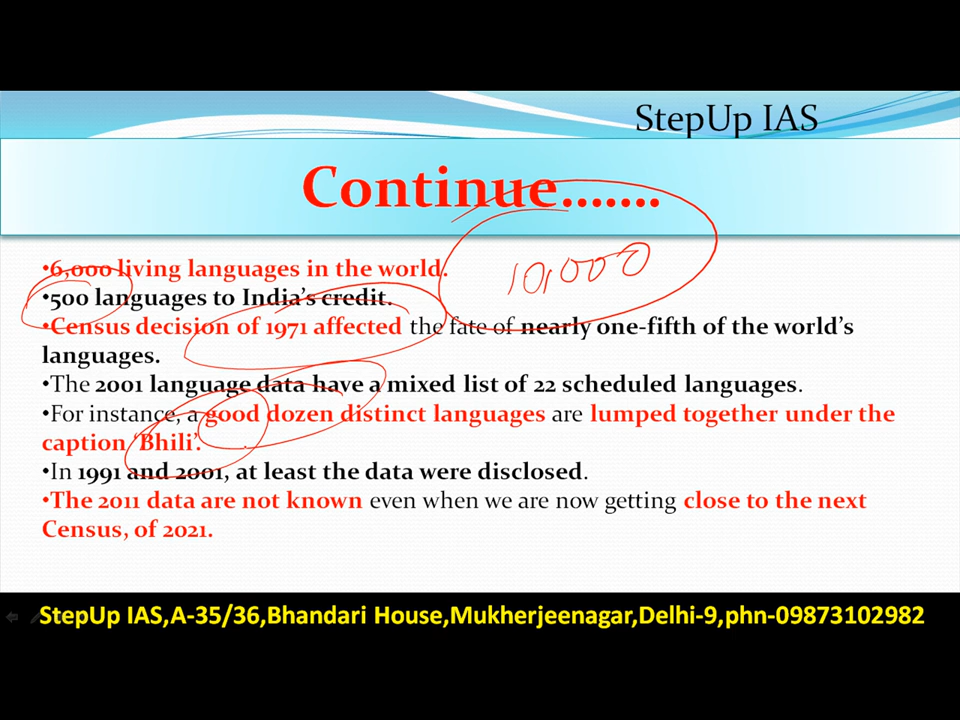 StepUp IAS
Continue.......
10,000
•6,000 living languages in the world.
•500 languages to India's credit.
•Census decision of 1971 affected the fate of nearly one-fifth of the world's
languages.
•The 2001 language data have a mixed list of 22 scheduled languages.
•For instance, a good dozen distinct languages are lumped together under the
caption 'Bhili'.
•In 1991 and 2001, at least the data were disclosed.
•The 2011 data are not known even when we are now getting close to the next
Census, of 2021.
StepUp IAS,A-35/36,Bhandari House,Mukherjeenagar,Delhi-9,phn-09873102982